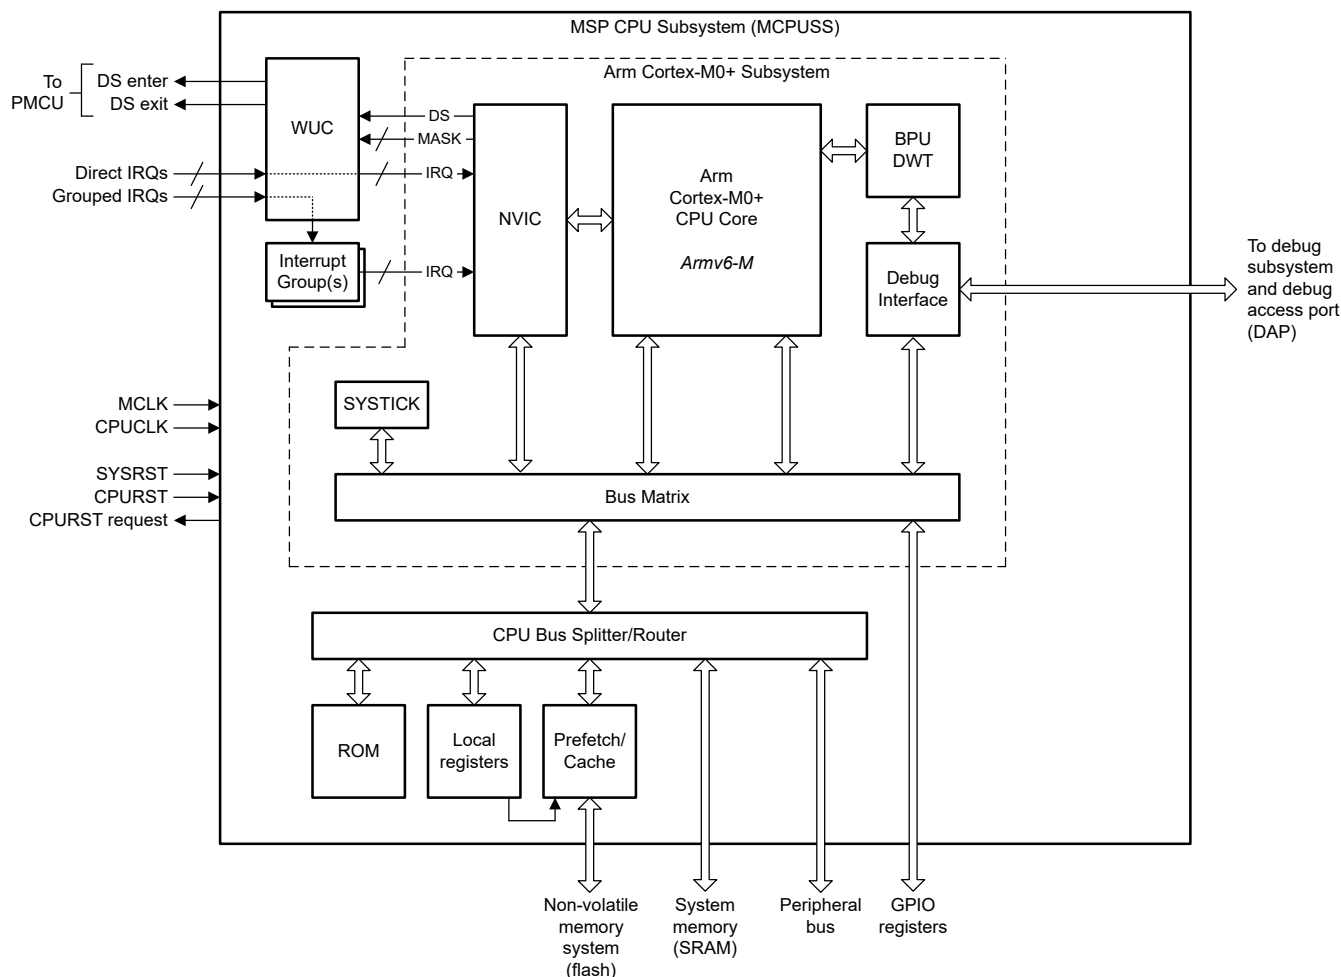 MSP CPU Subsystem (MCPUSS)
Arm Cortex-M0+ Subsystem
To
PMCU
DS enter
DS exit
WUC
DS
MASK
Direct IRQs
Grouped IRQs
IRQ
Interrupt
Group(s)
IRQ
NVIC
Arm
Cortex-M0+
CPU Core
Armv6-M
BPU
DWT
Debug
Interface
To debug
subsystem
and debug
access port
(DAP)
MCLK
CPUCLK
SYSRST
CPURST
CPURST request
SYSTICK
Bus Matrix
CPU Bus Splitter/Router
ROM
Local
registers
Prefetch/
Cache
Non-volatile
memory
system
(flash)
System
memory
(SRAM)
Peripheral
bus
GPIO
registers